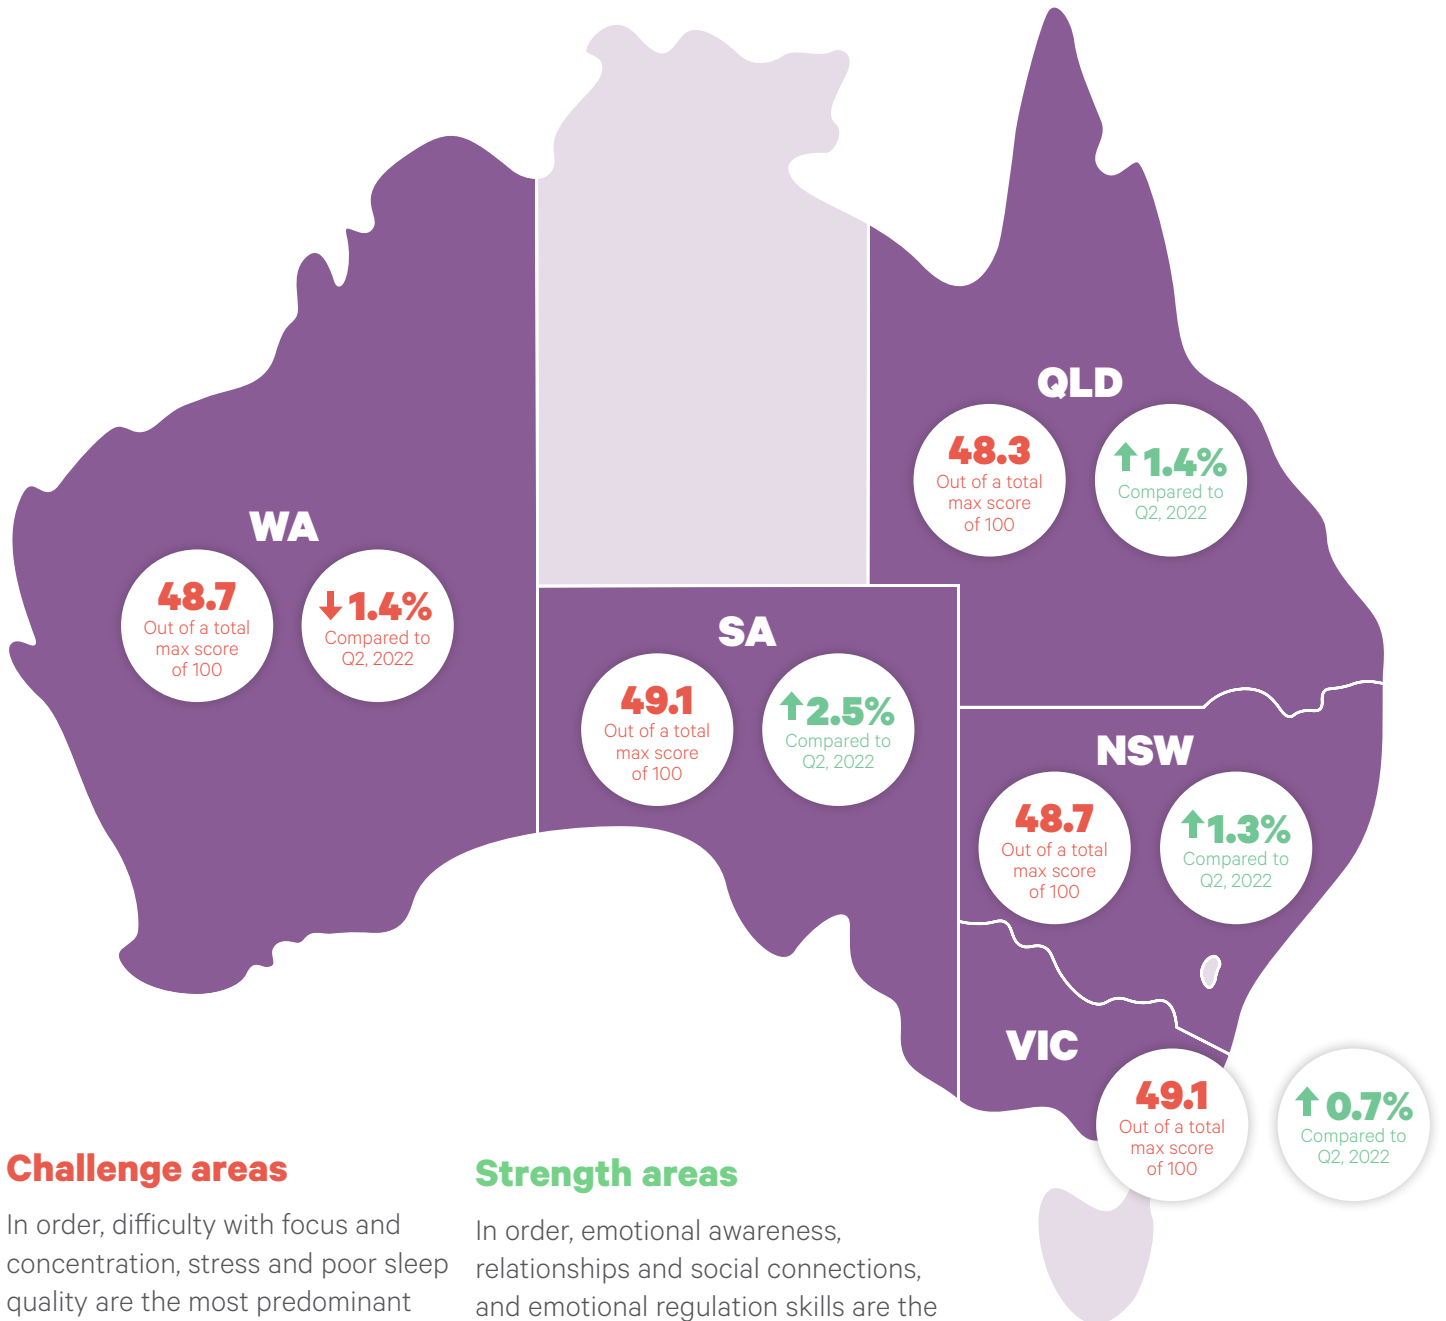 QLD
48.3
Out of a total
max score
of 100
1.4%
Compared to
Q2, 2022
WA
48.7
Out of a total
max score
of 100
1.4%
Compared to
Q2, 2022
SA
49.1
Out of a total
max score
of 100
2.5%
Compared to
Q2, 2022
NSW
48.7
Out of a total
max score
of 100
1.3%
Compared to
Q2, 2022
VIC
49.1
Out of a total
max score
of 100
0.7%
Compared to
Q2, 2022
Challenge areas
In order, difficulty with focus and
concentration, stress and poor sleep
quality are the most predominant
Strength areas
In order, emotional awareness,
relationships and social connections,
and emotional regulation skills are the